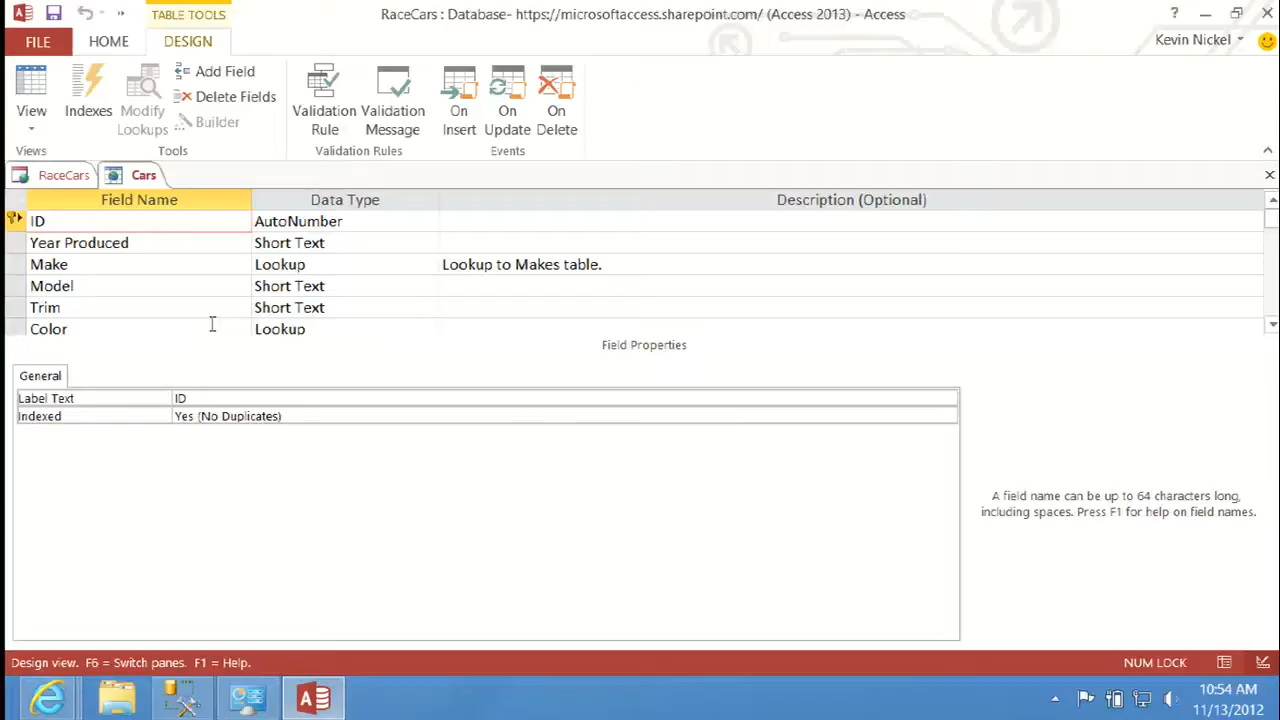 TABLE TOOLS
RaceCars : Database- https://microsoftaccess.sharepoint.com/ (Access 2013) - Access
?
FILE
HOME
DESIGN
Kevin Nickel
View
Indexes
Modify
Lookups
Add Field
Delete Fields
Builder
Validation
Rule
Validation
Message
On
Insert
On
Update
On
Delete
Views
Tools
Validation Rules
Events
RaceCars
Cars
Field Name
Data Type
Description (Optional)
ID
AutoNumber
Year Produced
Short Text
Make
Lookup
Lookup to Makes table.
Model
Short Text
Trim
Short Text
Color
Lookup
Field Properties
General
Label Text
ID
Indexed
Yes (No Duplicates)
A field name can be up to 64 characters long,
including spaces. Press F1 for help on field names.
Design view. F6 = Switch panes. F1 = Help.
NUM LOCK
10:54 AM
11/13/2012